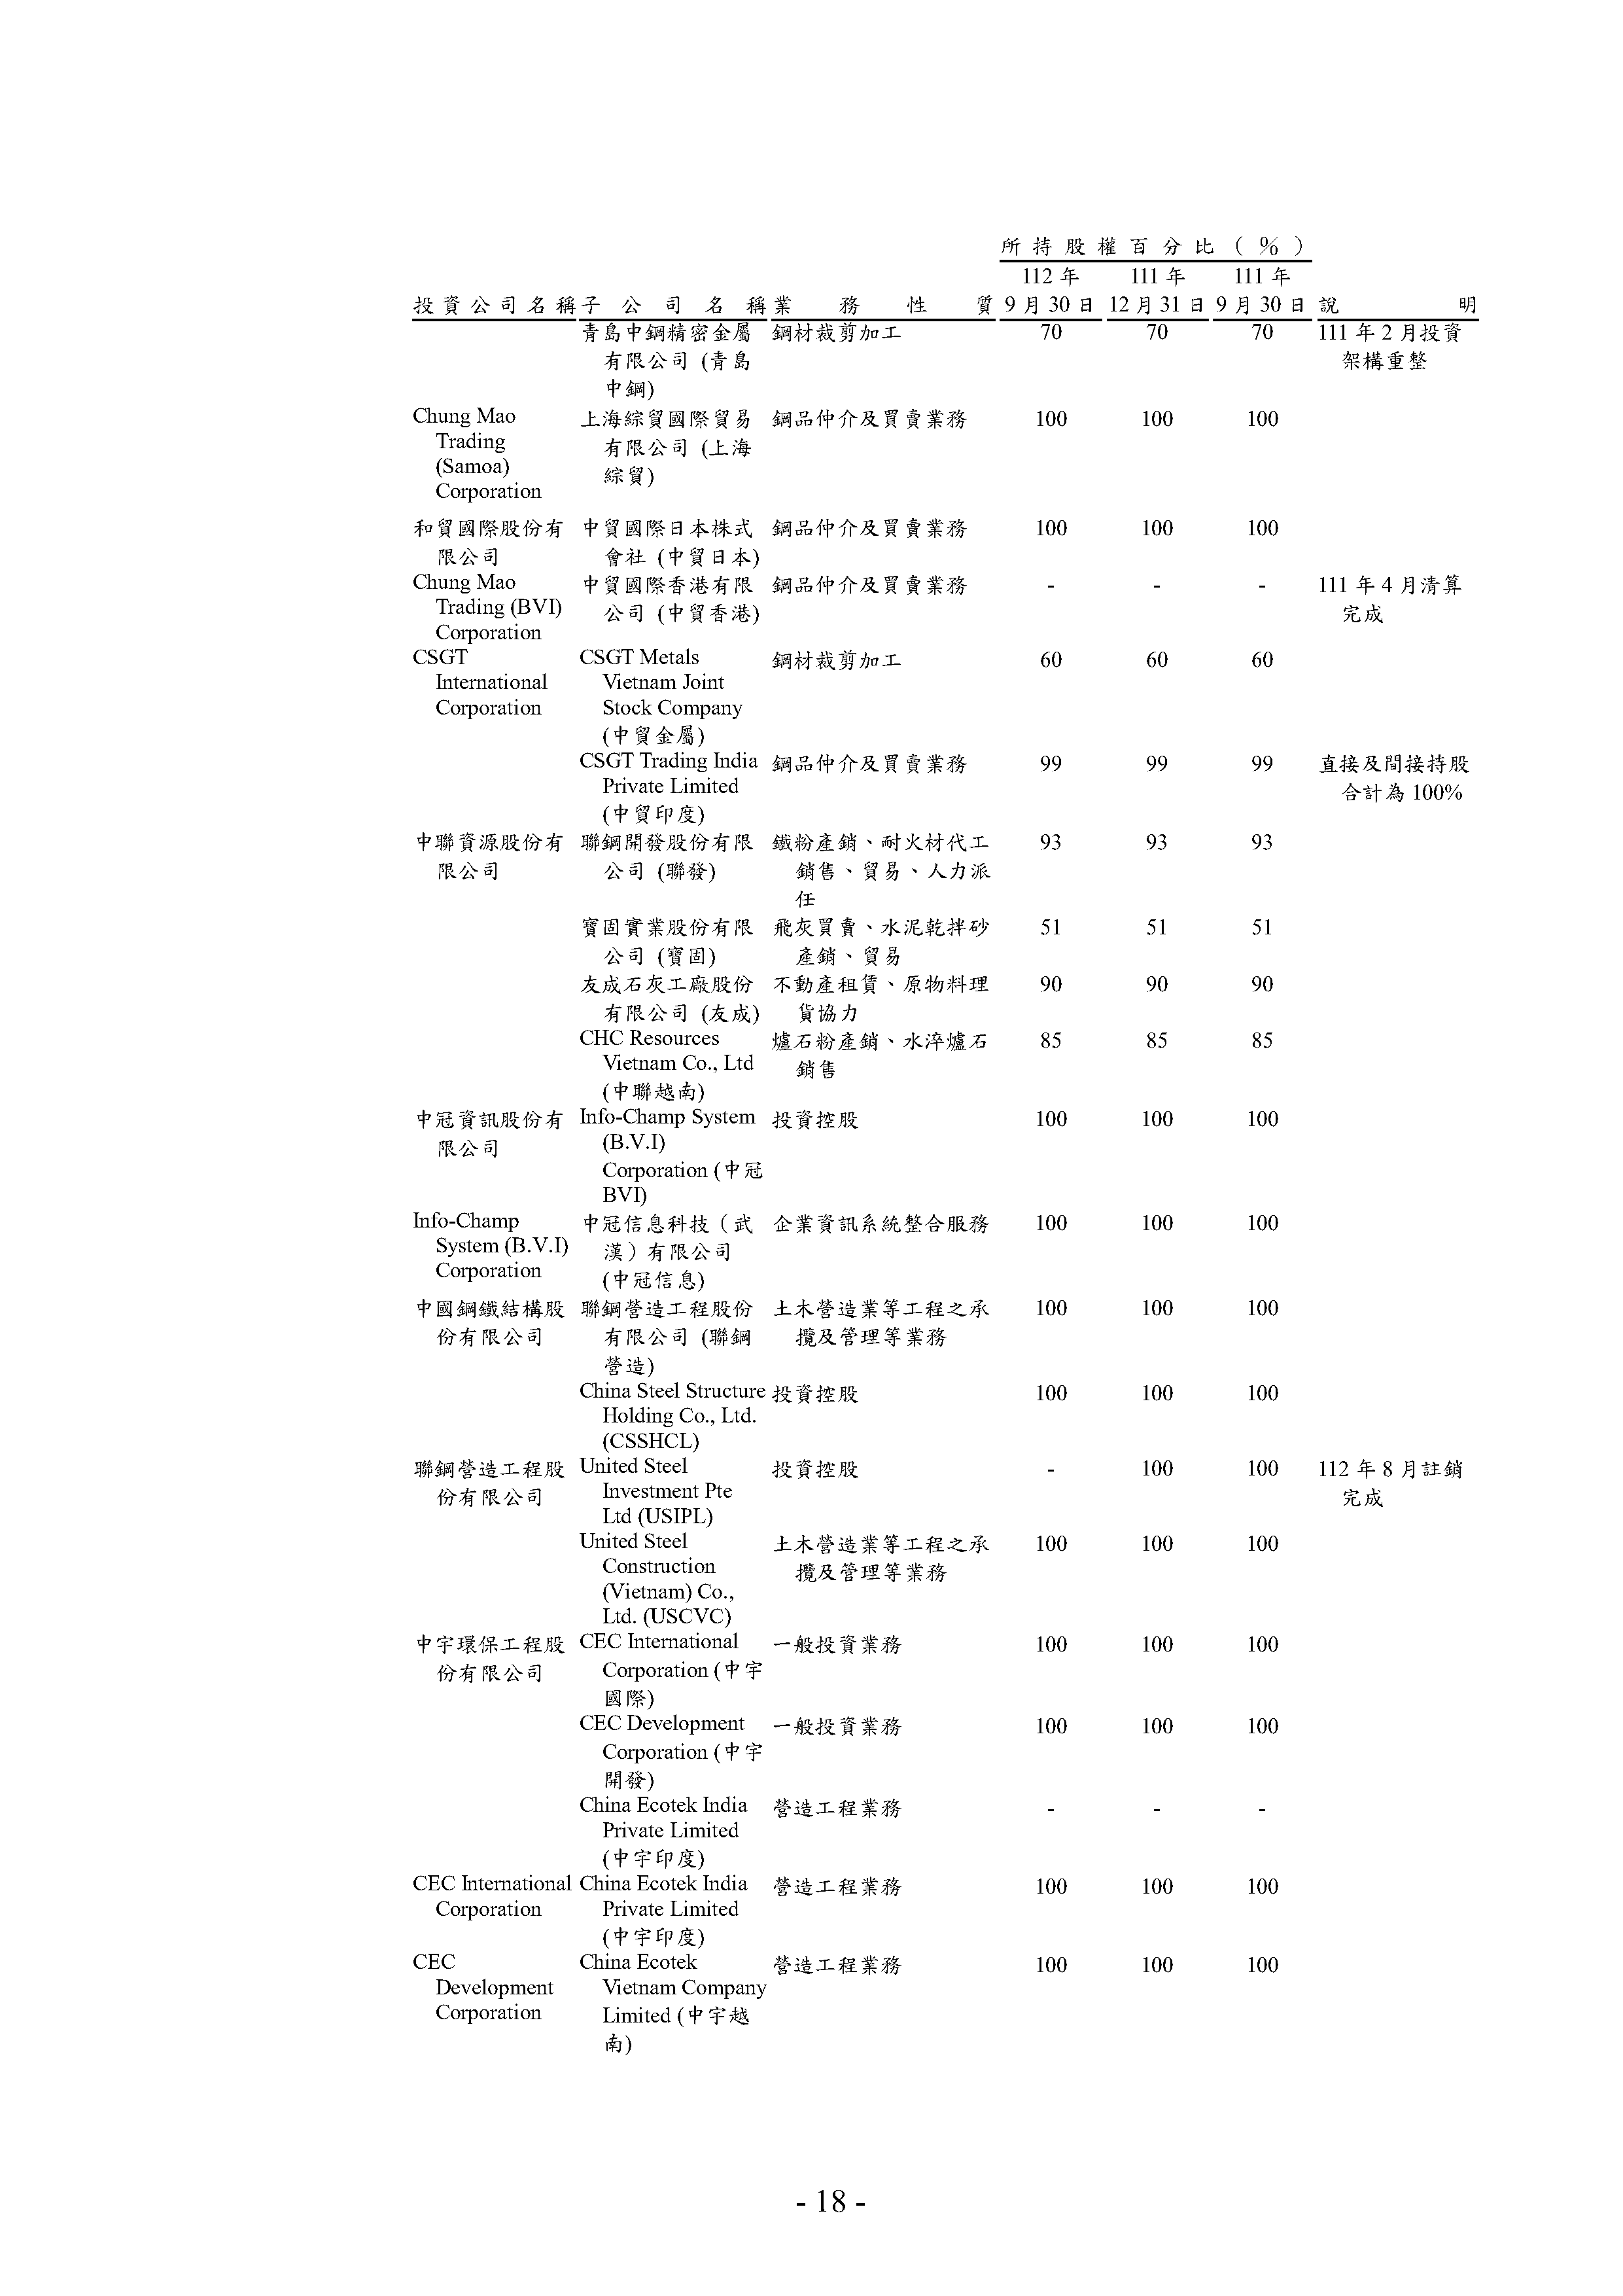 所持股權百分比（％）
112 年 111 年 111 年
投資公司名稱 子公司名稱 業務性質 9 月 30 日 12 月 31 日 9 月 30 日 說明
青島中鋼精密金屬 鋼材裁剪加工 70 70 70 111 年 2 月投資
有限公司 (青島 架構重整
中鋼)
Chung Mao 上海綜貿國際貿易 鋼品仲介及買賣業務 100 100 100
Trading 有限公司 (上海
(Samoa) 綜貿)
Corporation
和貿國際股份有 中貿國際日本株式 鋼品仲介及買賣業務 100 100 100
限公司 會社 (中貿日本)
Chung Mao 中貿國際香港有限 鋼品仲介及買賣業務 - - - 111 年 4 月清算
Trading (BVI) 公司 (中貿香港) 完成
Corporation
CSGT CSGT Metals 鋼材裁剪加工 60 60 60
International Vietnam Joint
Corporation Stock Company
(中貿金屬)
CSGT Trading India 鋼品仲介及買賣業務 99 99 99 直接及間接持股
Private Limited 合計為 100%
(中貿印度)
中聯資源股份有 聯鋼開發股份有限 鐵粉產銷、耐火材代工 93 93 93
限公司 公司 (聯發) 銷售、貿易、人力派
任
寶固實業股份有限 飛灰買賣、水泥乾拌砂 51 51 51
公司 (寶固) 產銷、貿易
友成石灰工廠股份 不動產租賃、原物料理 90 90 90
有限公司 (友成) 貨協力
CHC Resources 爐石粉產銷、水淬爐石 85 85 85
Vietnam Co., Ltd 銷售
(中聯越南)
中冠資訊股份有 Info-Champ System 投資控股 100 100 100
限公司 (B.V.I)
Corporation (中冠
BVI)
Info-Champ 中冠信息科技（武 企業資訊系統整合服務 100 100 100
System (B.V.I) 漢）有限公司
Corporation (中冠信息)
中國鋼鐵結構股 聯鋼營造工程股份 土木營造業等工程之承 100 100 100
份有限公司 有限公司 (聯鋼 攬及管理等業務
營造)
China Steel Structure 投資控股 100 100 100
Holding Co., Ltd.
(CSSHCL)
聯鋼營造工程股 United Steel 投資控股 - 100 100 112 年 8 月註銷
份有限公司 Investment Pte 完成
Ltd (USIPL)
United Steel 土木營造業等工程之承 100 100 100
Construction 攬及管理等業務
(Vietnam) Co.,
Ltd. (USCVC)
中宇環保工程股 CEC International 一般投資業務 100 100 100
份有限公司 Corporation (中宇
國際)
CEC Development 一般投資業務 100 100 100
Corporation (中宇
開發)
China Ecotek India 營造工程業務 - - -
Private Limited
(中宇印度)
CEC International China Ecotek India 營造工程業務 100 100 100
Corporation Private Limited
(中宇印度)
CEC China Ecotek 營造工程業務 100 100 100
Development Vietnam Company
Corporation Limited (中宇越
南)
- 18 -